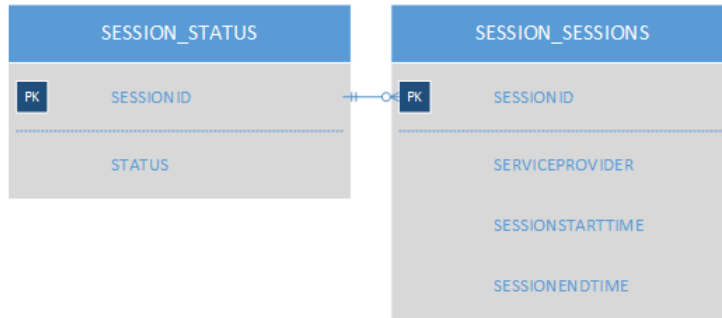 SESSION_STATUS
PK SESSIONID
STATUS
SESSION_SESSIONS
PK SESSIONID
SERVICEPROVIDER
SESSIONSTARTTIME
SESSIONENDTIME